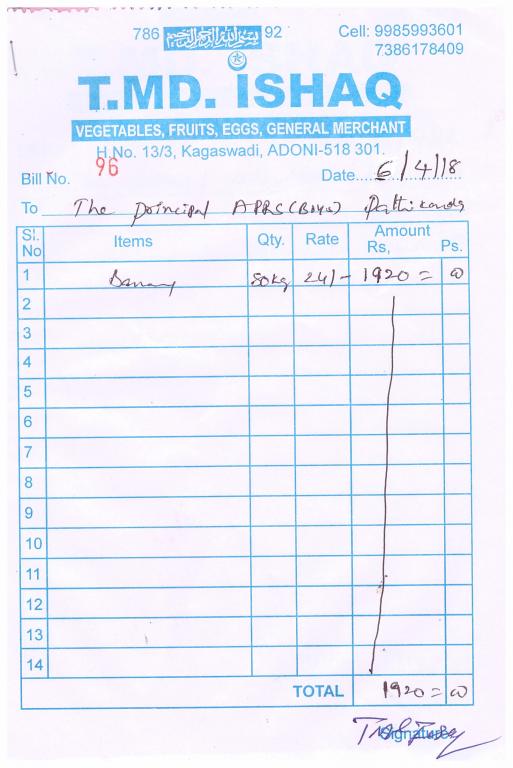 786 بسم الله الرحمن الرحيم 92
Cell: 9985993601
7386178409
T.MD. ISHAQ
VEGETABLES, FRUITS, EGGS, GENERAL MERCHANT
H.No. 13/3, Kagaswadi, ADONI-518 301.
Bill No. 96 Date 6/4/18
To The Principal APRS (Boys) Pattikonda
Sl. No Items Qty. Rate Amount Rs, Ps.
1 Banana 80kg 24/- 1920 = 00
2
3
4
5
6
7
8
9
10
11
12
13
14
TOTAL 1920 = 00
Signature